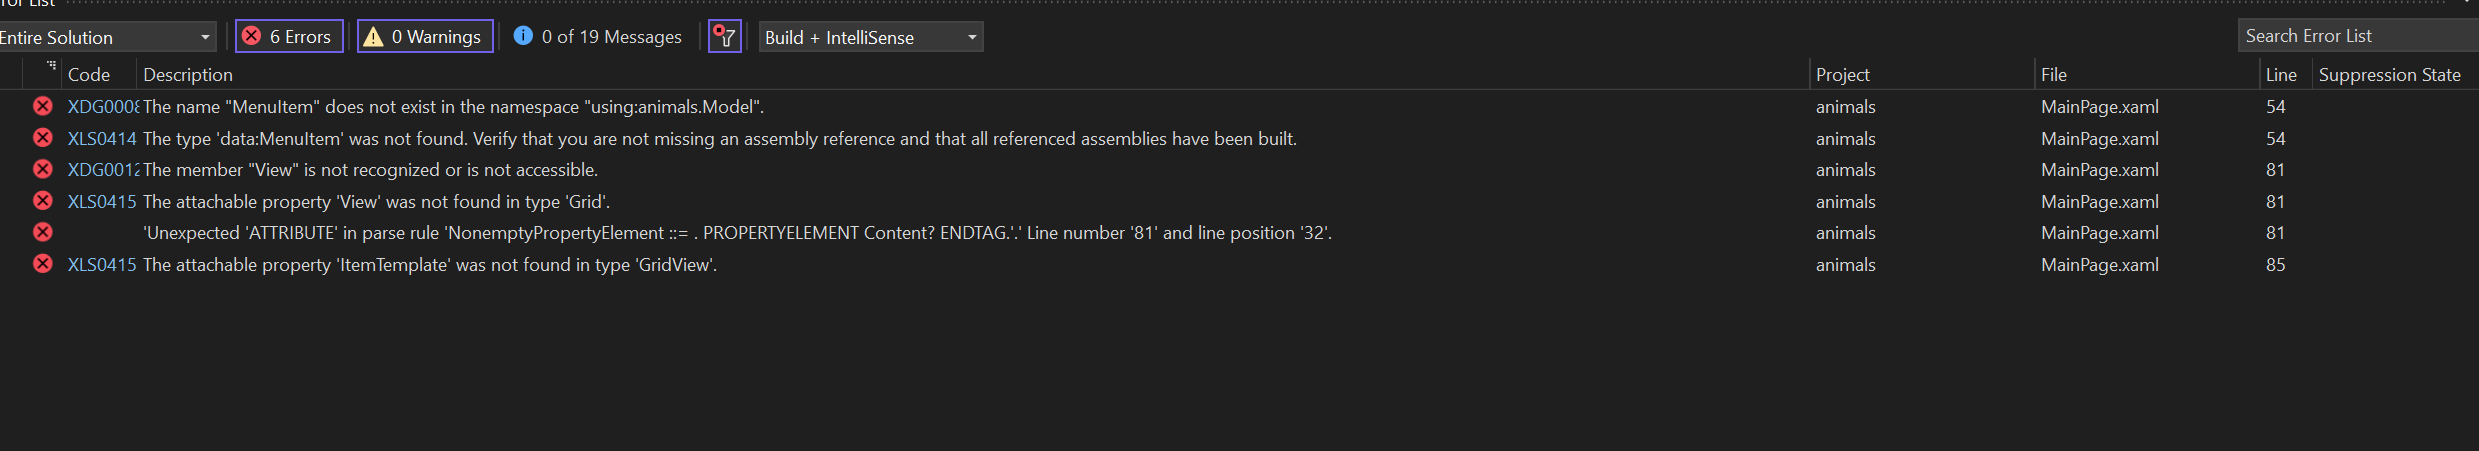 ror List
Entire Solution 6 Errors 0 Warnings 0 of 19 Messages Build + IntelliSense Search Error List
Code Description Project File Line Suppression State
XDG0008 The name "MenuItem" does not exist in the namespace "using:animals.Model". animals MainPage.xaml 54
XLS0414 The type 'data:MenuItem' was not found. Verify that you are not missing an assembly reference and that all referenced assemblies have been built. animals MainPage.xaml 54
XDG0012 The member "View" is not recognized or is not accessible. animals MainPage.xaml 81
XLS0415 The attachable property 'View' was not found in type 'Grid'. animals MainPage.xaml 81
'Unexpected 'ATTRIBUTE' in parse rule 'NonemptyPropertyElement ::= . PROPERTYELEMENT Content? ENDTAG.'.' Line number '81' and line position '32'. animals MainPage.xaml 81
XLS0415 The attachable property 'ItemTemplate' was not found in type 'GridView'. animals MainPage.xaml 85